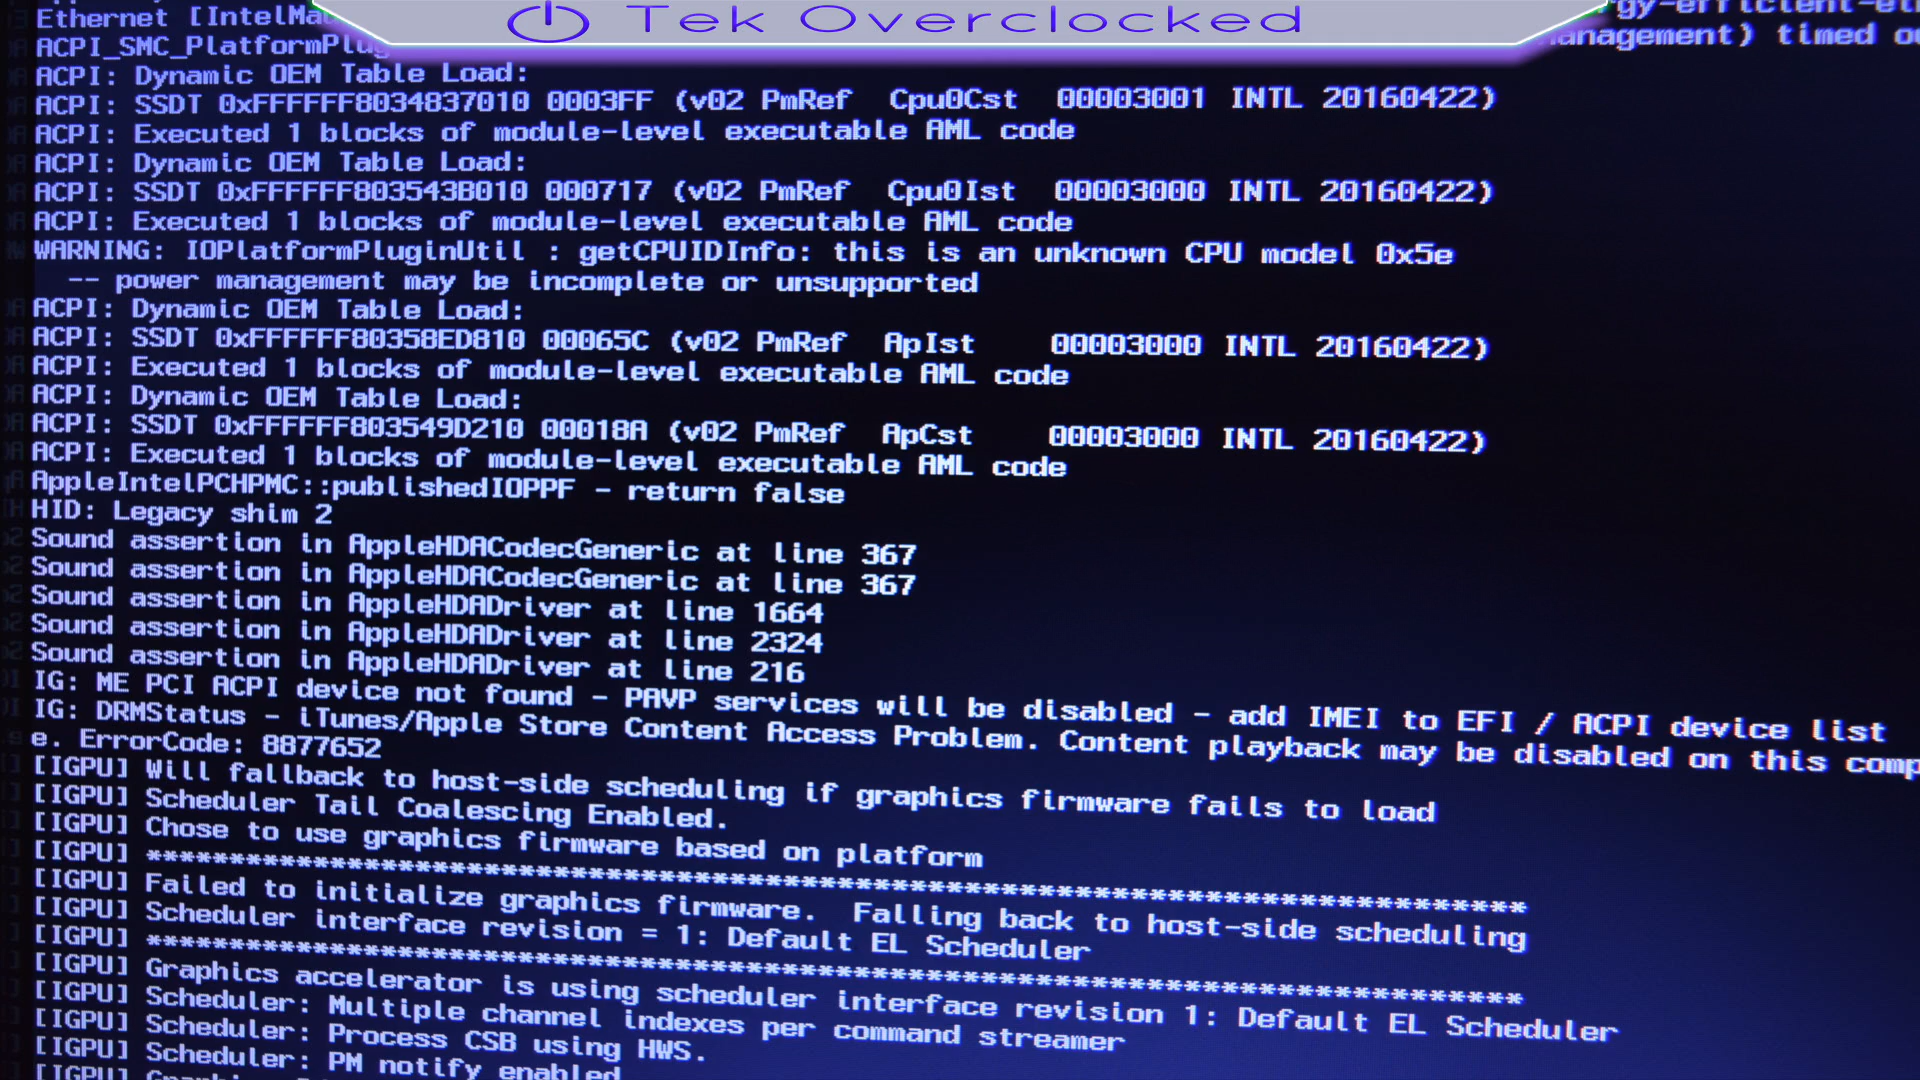 Tek Overclocked
Ethernet [IntelMa
ACPI_SMC_PlatformPlug
management) timed ou
ACPI: Dynamic OEM Table Load:
ACPI: SSDT 0xFFFFFF8034837010 0003FF (v02 PmRef  Cpu0Cst  00003001 INTL 20160422)
ACPI: Executed 1 blocks of module-level executable AML code
ACPI: Dynamic OEM Table Load:
ACPI: SSDT 0xFFFFFF803543B010 000717 (v02 PmRef  Cpu0Ist  00003000 INTL 20160422)
ACPI: Executed 1 blocks of module-level executable AML code
WARNING: IOPlatformPluginUtil : getCPUIDInfo: this is an unknown CPU model 0x5e
-- power management may be incomplete or unsupported
ACPI: Dynamic OEM Table Load:
ACPI: SSDT 0xFFFFFF80358ED810 00065C (v02 PmRef  ApIst    00003000 INTL 20160422)
ACPI: Executed 1 blocks of module-level executable AML code
ACPI: Dynamic OEM Table Load:
ACPI: SSDT 0xFFFFFF803549D210 00018A (v02 PmRef  ApCst    00003000 INTL 20160422)
ACPI: Executed 1 blocks of module-level executable AML code
AppleIntelPCHPMC::publishedIOPPF - return false
HID: Legacy shim 2
Sound assertion in AppleHDACodecGeneric at line 367
Sound assertion in AppleHDACodecGeneric at line 367
Sound assertion in AppleHDADriver at line 1664
Sound assertion in AppleHDADriver at line 2324
Sound assertion in AppleHDADriver at line 216
IG: ME PCI ACPI device not found - PAVP services will be disabled - add IMEI to EFI / ACPI device list
IG: DRMStatus - iTunes/Apple Store Content Access Problem. Content playback may be disabled on this comp
e. ErrorCode: 8877652
[IGPU] Will fallback to host-side scheduling if graphics firmware fails to load
[IGPU] Scheduler Tail Coalescing Enabled.
[IGPU] Chose to use graphics firmware based on platform
[IGPU] ************************************************************************************
[IGPU] Failed to initialize graphics firmware.  Falling back to host-side scheduling
[IGPU] Scheduler interface revision = 1: Default EL Scheduler
[IGPU] ************************************************************************************
[IGPU] Graphics accelerator is using scheduler interface revision 1: Default EL Scheduler
[IGPU] Scheduler: Multiple channel indexes per command streamer
[IGPU] Scheduler: Process CSB using HWS.
[IGPU] Scheduler: PM notify enabled
[IGPU]